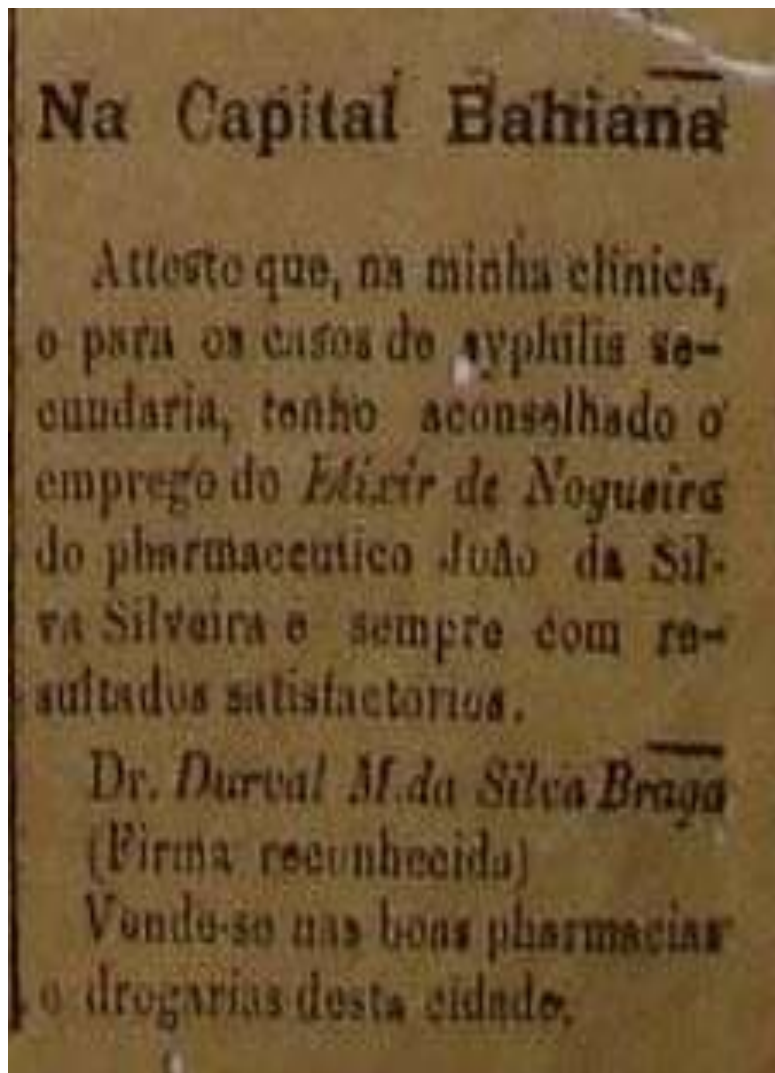 Na Capital Bahiana
Attesto que, na minha clinica,
e para os casos de syphilis se-
cundaria, tenho aconselhado o
emprego do Elixir de Nogueira
do pharmaceutico João da Sil-
va Silveira e sempre com re-
sultados satisfactorios.
Dr. Durval M. da Silva Braga
(Firma reconhecida)
Vende-se nas boas pharmacias
e drogarias desta cidade.